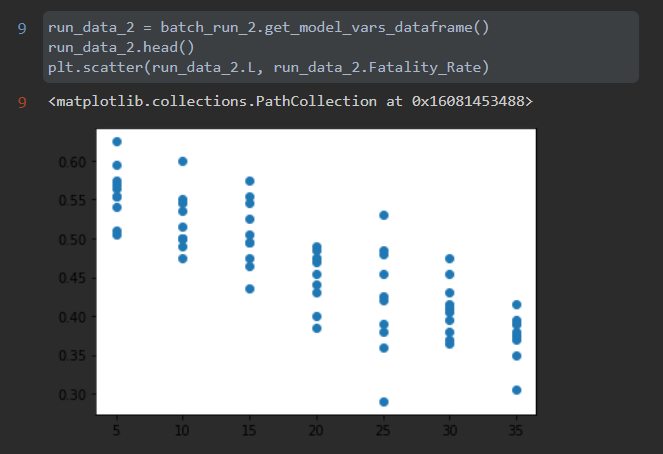 9
run_data_2 = batch_run_2.get_model_vars_dataframe()
run_data_2.head()
plt.scatter(run_data_2.L, run_data_2.Fatality_Rate)
9
<matplotlib.collections.PathCollection at 0x16081453488>
0.60
0.55
0.50
0.45
0.40
0.35
0.30
5 10 15 20 25 30 35